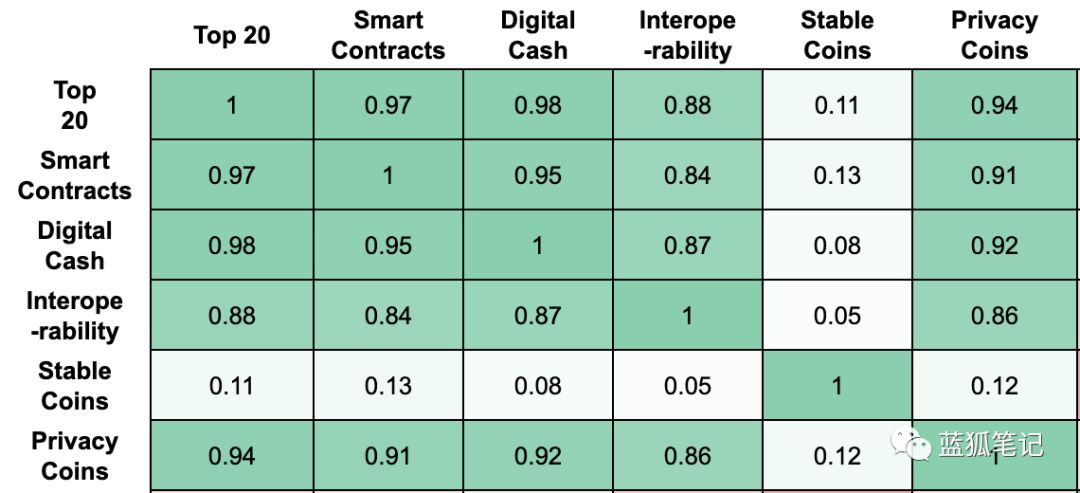 Top 20 Smart Contracts Digital Cash Interope -rability Stable Coins Privacy Coins
Top 20 1 0.97 0.98 0.88 0.11 0.94
Smart Contracts 0.97 1 0.95 0.84 0.13 0.91
Digital Cash 0.98 0.95 1 0.87 0.08 0.92
Interope -rability 0.88 0.84 0.87 1 0.05 0.86
Stable Coins 0.11 0.13 0.08 0.05 1 0.12
Privacy Coins 0.94 0.91 0.92 0.86 0.12 1
蓝狐笔记